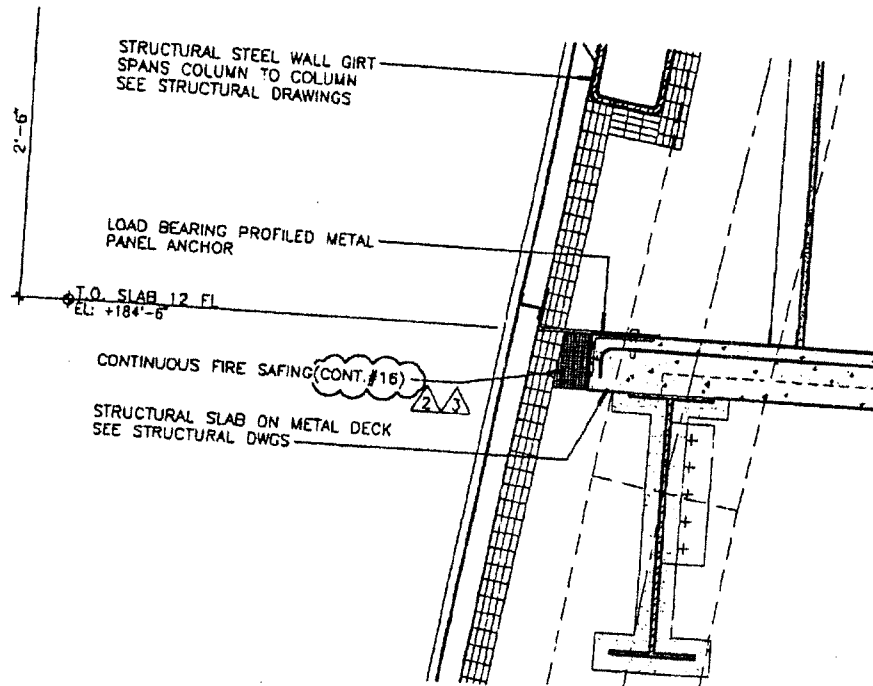 STRUCTURAL STEEL WALL GIRT
SPANS COLUMN TO COLUMN
SEE STRUCTURAL DRAWINGS
2'-6"
LOAD BEARING PROFILED METAL
PANEL ANCHOR
T.O. SLAB 12 FL
EL: +184'-6"
CONTINUOUS FIRE SAFING (CONT.#16)
2 3
STRUCTURAL SLAB ON METAL DECK
SEE STRUCTURAL DWGS